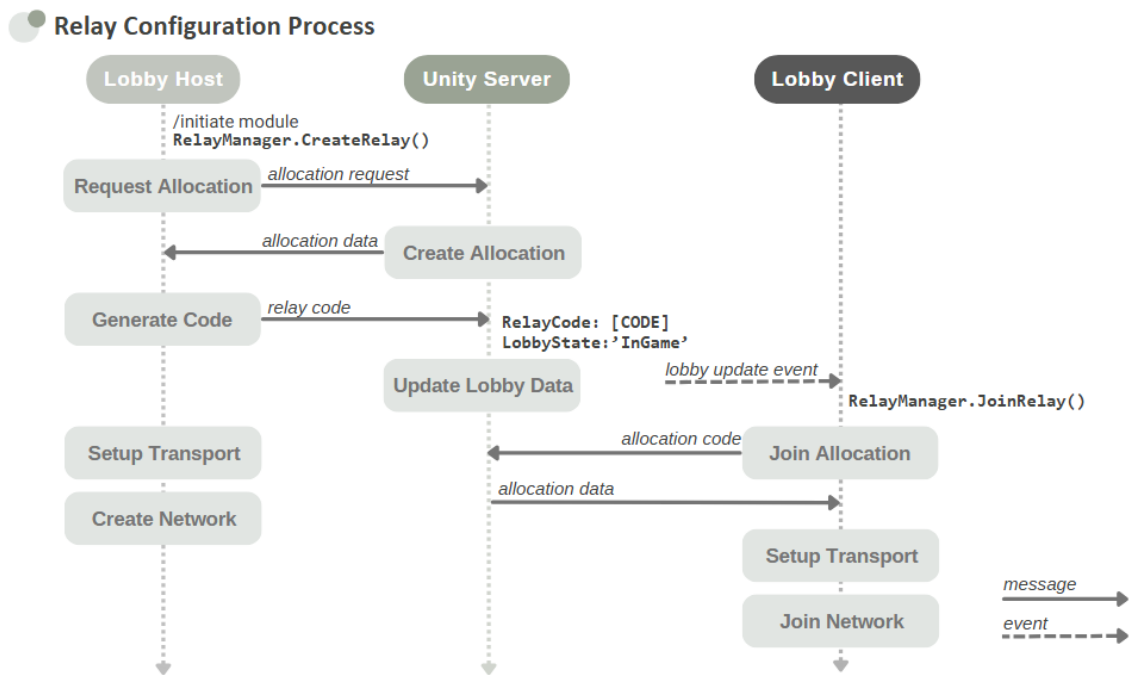 Relay Configuration Process
Lobby Host
Unity Server
Lobby Client
/initiate module
RelayManager.CreateRelay()
Request Allocation
allocation request
allocation data
Create Allocation
Generate Code
relay code
RelayCode: [CODE]
LobbyState:’InGame’
Update Lobby Data
lobby update event
RelayManager.JoinRelay()
Setup Transport
allocation code
Join Allocation
allocation data
Create Network
Setup Transport
message
Join Network
event